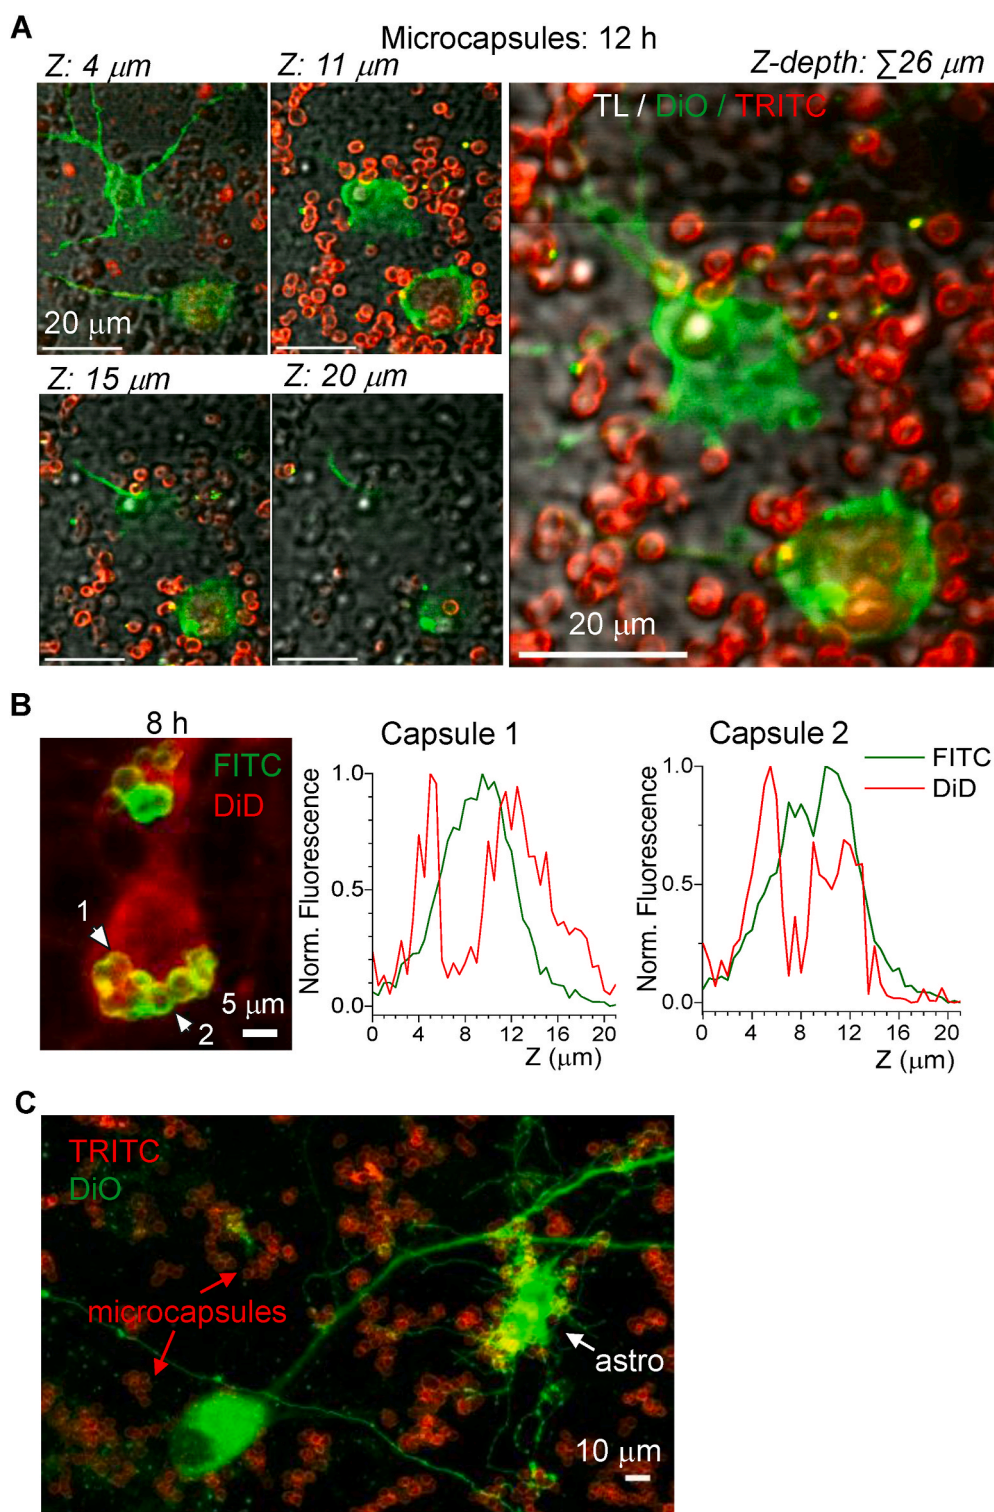 A
Microcapsules: 12 h
Z: 4 μm
Z: 11 μm
Z-depth: ∑26 μm
TL / DiO / TRITC
20 μm
Z: 15 μm
Z: 20 μm
20 μm
B
8 h
FITC
DiD
1
2
5 μm
Capsule 1
Norm. Fluorescence
1.0
0.5
0.0
0 4 8 12 16 20
Z (μm)
Capsule 2
FITC
DiD
Norm. Fluorescence
1.0
0.5
0.0
0 4 8 12 16 20
Z (μm)
C
TRITC
DiO
microcapsules
astro
10 μm